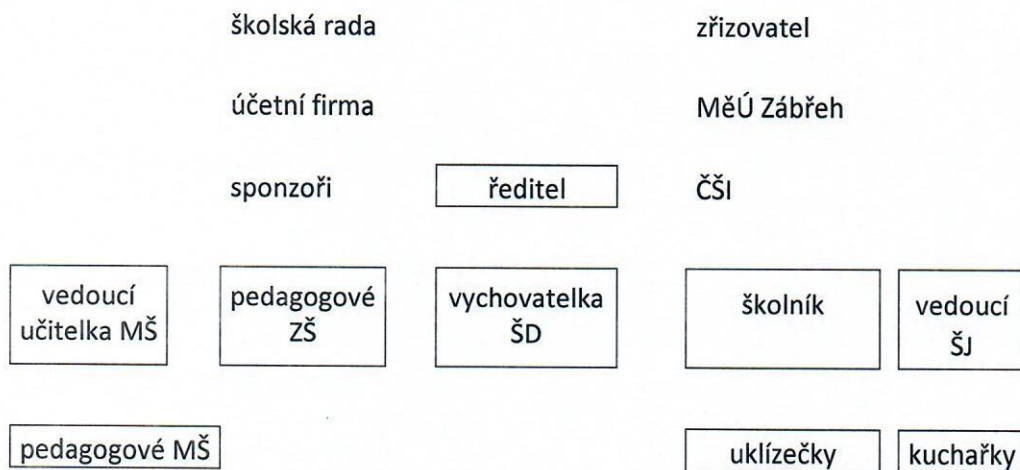 školská rada
zřizovatel
účetní firma
MěÚ Zábřeh
sponzoři
ředitel
ČŠI
vedoucí
učitelka MŠ
pedagogové
ZŠ
vychovatelka
ŠD
školník
vedoucí
ŠJ
pedagogové MŠ
uklízečky
kuchařky